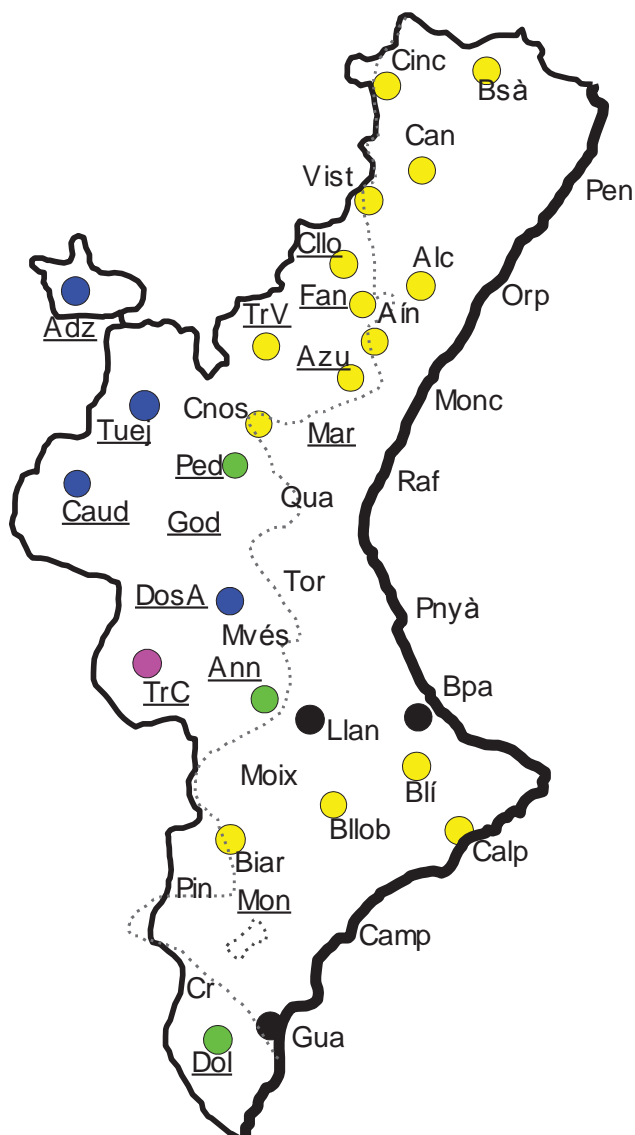 Cinc
Bsà
Can
Vist
Pen
Cllo
Alc
Fan
Orp
Adz
TrV
Aín
Azu
Cnos
Monc
Tuej
Mar
Ped
Qua
Raf
Caud
God
DosA
Tor
Pnyà
Mvés
Ann
TrC
Bpa
Llan
Moix
Blí
Bllob
Calp
Biar
Pin
Mon
Camp
Cr
Gua
Dol